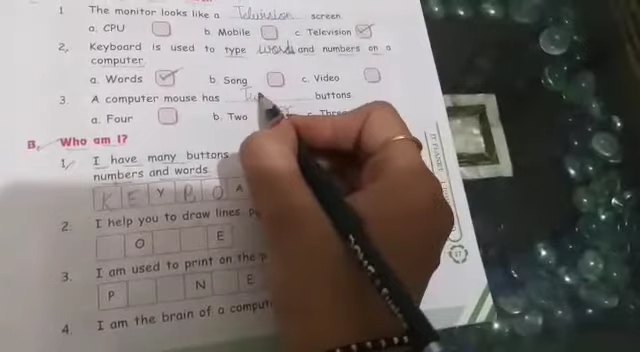 1 The monitor looks like a Television screen
a. CPU b. Mobile c. Television
2. Keyboard is used to type words and numbers on a
computer.
a. Words b. Song c. Video
3. A computer mouse has buttons
a. Four b. Two c. Three
B. Who am I?
1. I have many buttons
numbers and words
K E Y B O A
2. I help you to draw lines
O E
3. I am used to print on the p
P N E
4. I am the brain of a comput